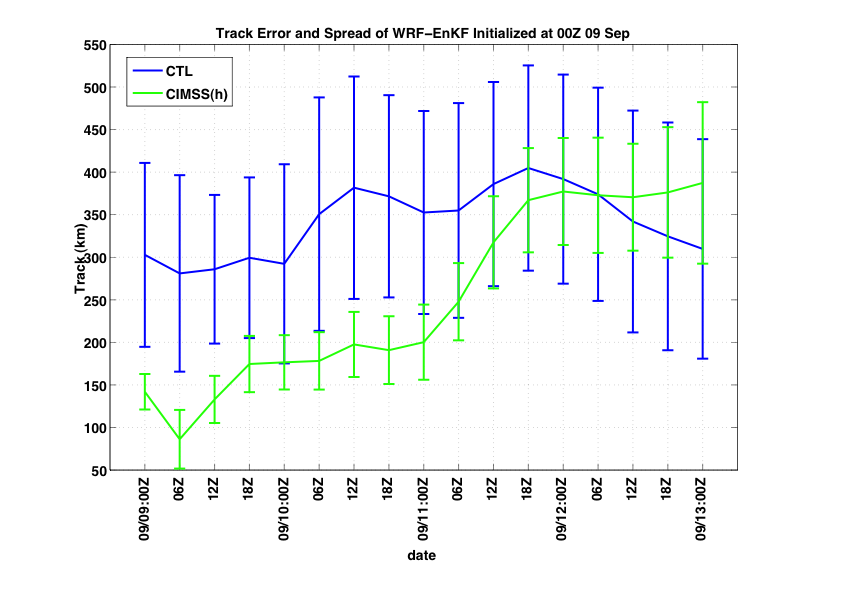 Track Error and Spread of WRF−EnKF Initialized at 00Z 09 Sep
CTL
CIMSS(h)
Track (km)
550
500
450
400
350
300
250
200
150
100
50
09/09:00Z
06Z
12Z
18Z
09/10:00Z
06Z
12Z
18Z
09/11:00Z
06Z
12Z
18Z
09/12:00Z
06Z
12Z
18Z
09/13:00Z
date